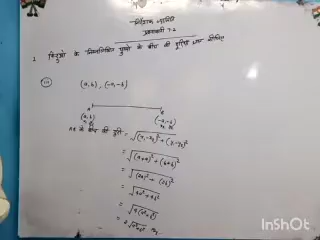 निर्देशांक ज्यामिति
प्रश्नावली 7.1
1. बिन्दुओं के निम्नलिखित युग्मों के बीच की दूरियाँ ज्ञात कीजिए
(iii) (a, b), (-a, -b)
A B
(a, b) (-a, -b)
AB के बीच की दूरी = √(x₁-x₂)² + (y₁-y₂)²
= √(a+a)² + (b+b)²
= √(2a)² + (2b)²
= √4a² + 4b²
= √4(a²+b²)
= 2√a²+b²
InShOt